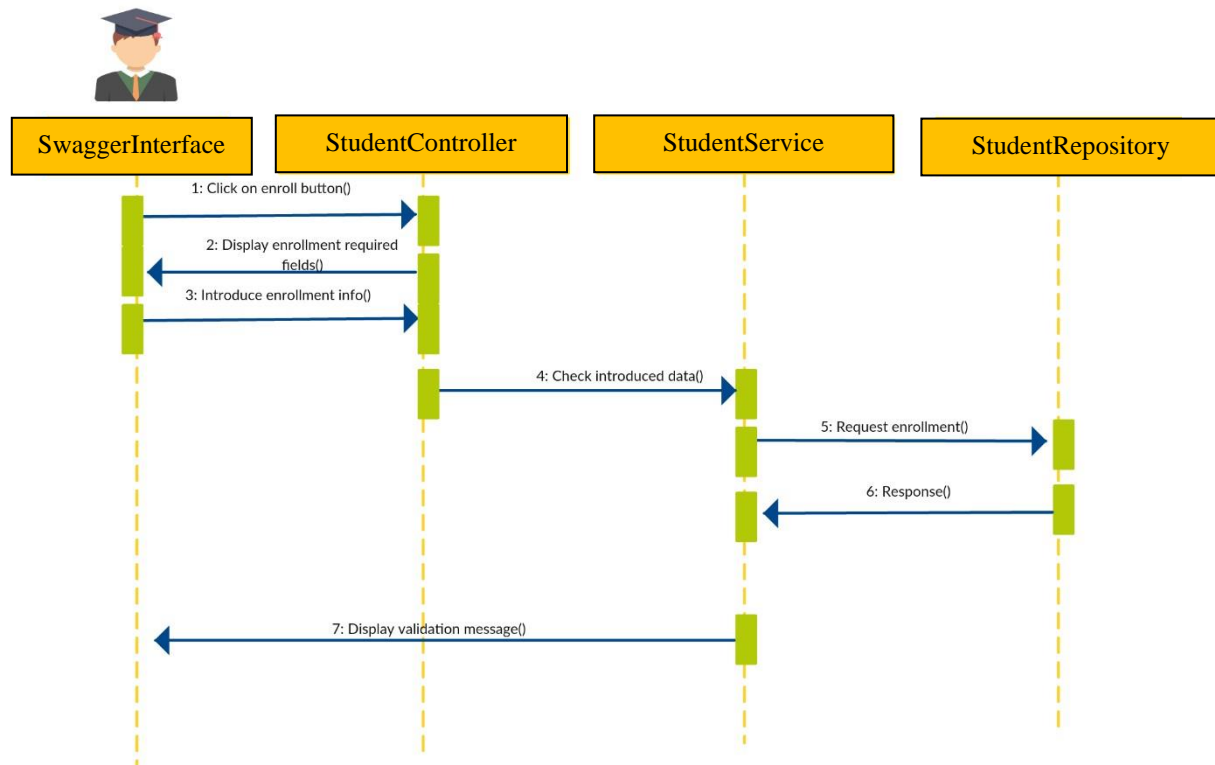 SwaggerInterface
StudentController
StudentService
StudentRepository
1: Click on enroll button()
2: Display enrollment required
fields()
3: Introduce enrollment info()
4: Check introduced data()
5: Request enrollment()
6: Response()
7: Display validation message()